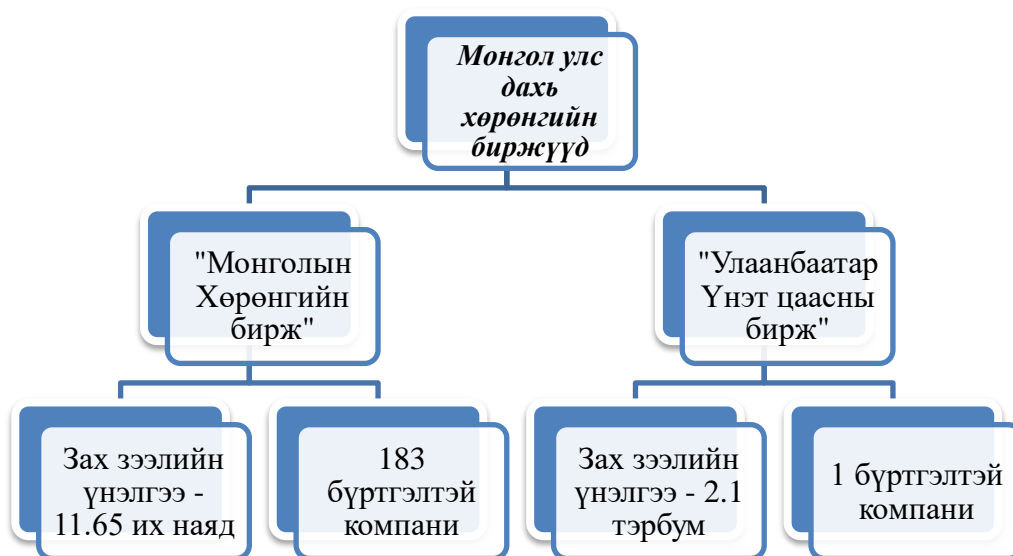 Монгол улс
дахь
хөрөнгийн
биржүүд
"Монголын
Хөрөнгийн
бирж"
"Улаанбаатар
Үнэт цаасны
бирж"
Зах зээлийн
үнэлгээ -
11.65 их наяд
183
бүртгэлтэй
компани
Зах зээлийн
үнэлгээ - 2.1
тэрбум
1 бүртгэлтэй
компани